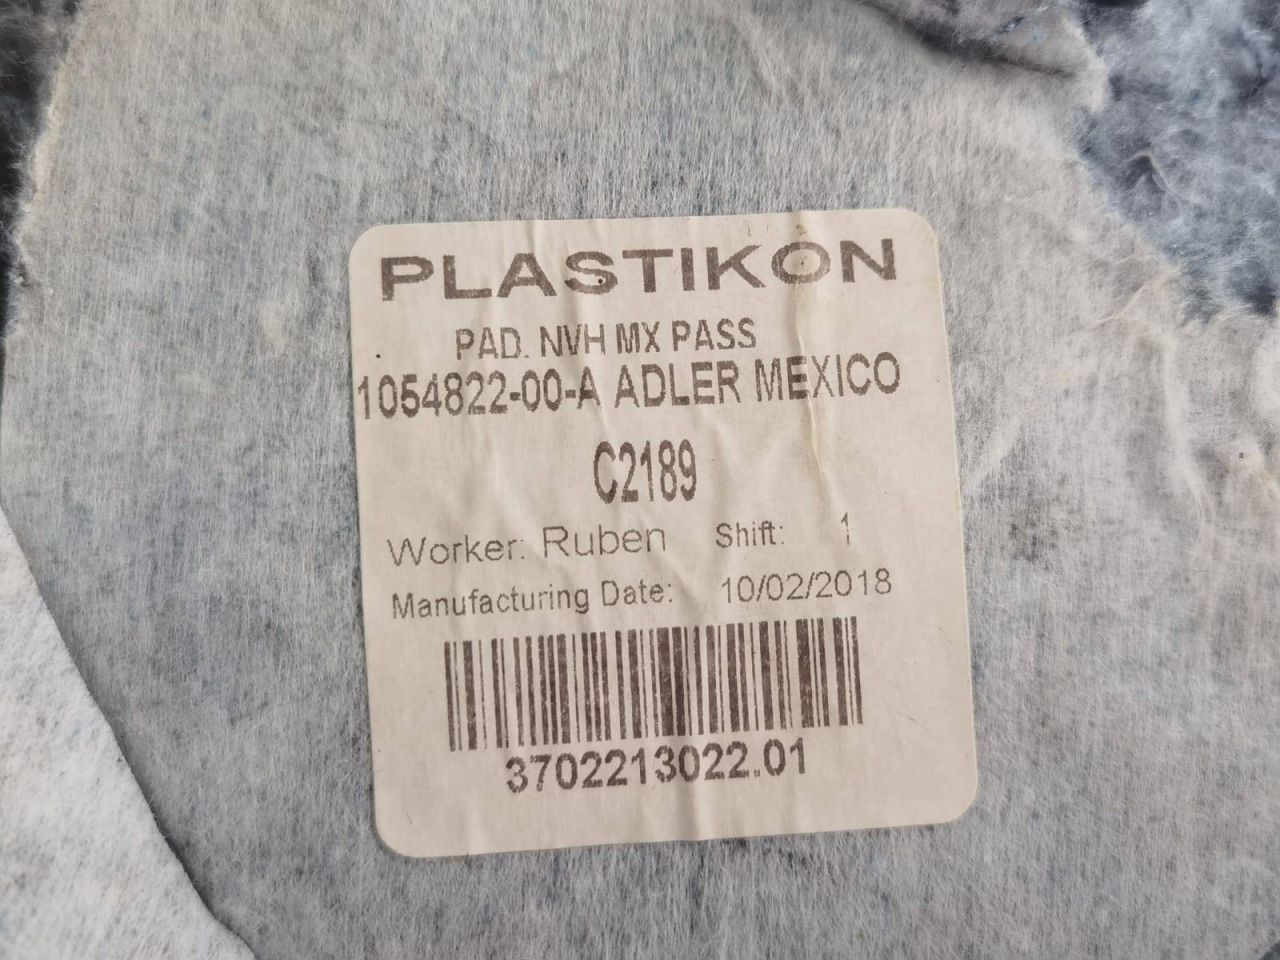 PLASTIKON
PAD. NVH MX PASS
1054822-00-A ADLER MEXICO
C2189
Worker: Ruben Shift: 1
Manufacturing Date: 10/02/2018
3702213022.01